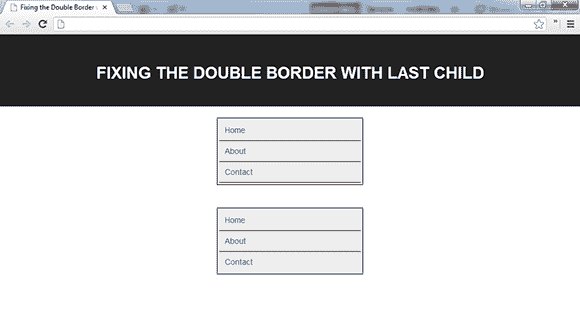 Fixing the Double Border
FIXING THE DOUBLE BORDER WITH LAST CHILD
Home
About
Contact
Home
About
Contact